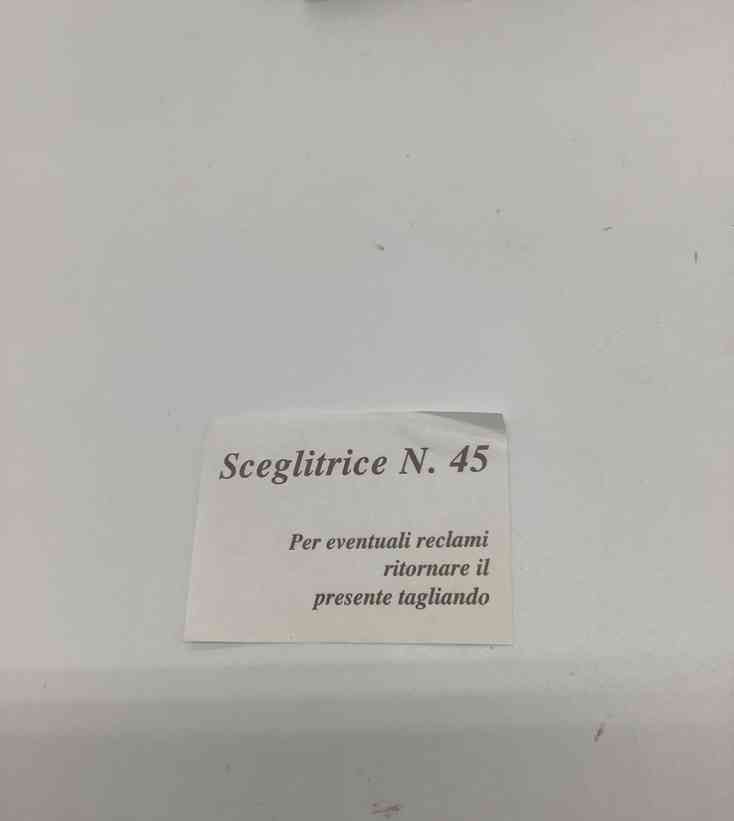 Sceglitrice N. 45
Per eventuali reclami
ritornare il
presente tagliando